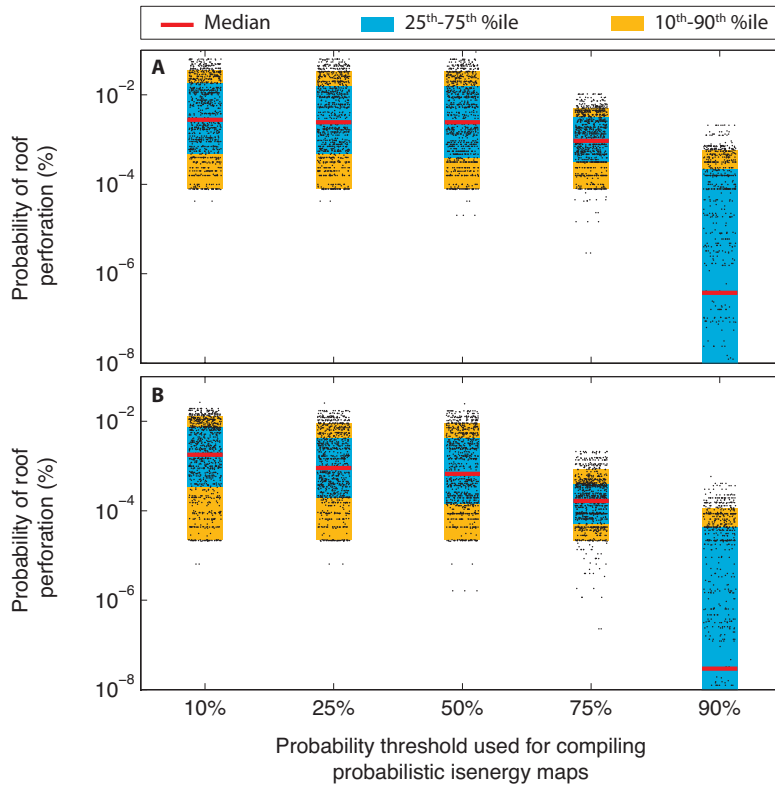 Median 25th-75th %ile 10th-90th %ile
A
10−2
10−4
10−6
10−8
Probability of roof
perforation (%)
B
10−2
10−4
10−6
10−8
Probability of roof
perforation (%)
10% 25% 50% 75% 90%
Probability threshold used for compiling
probabilistic isenergy maps